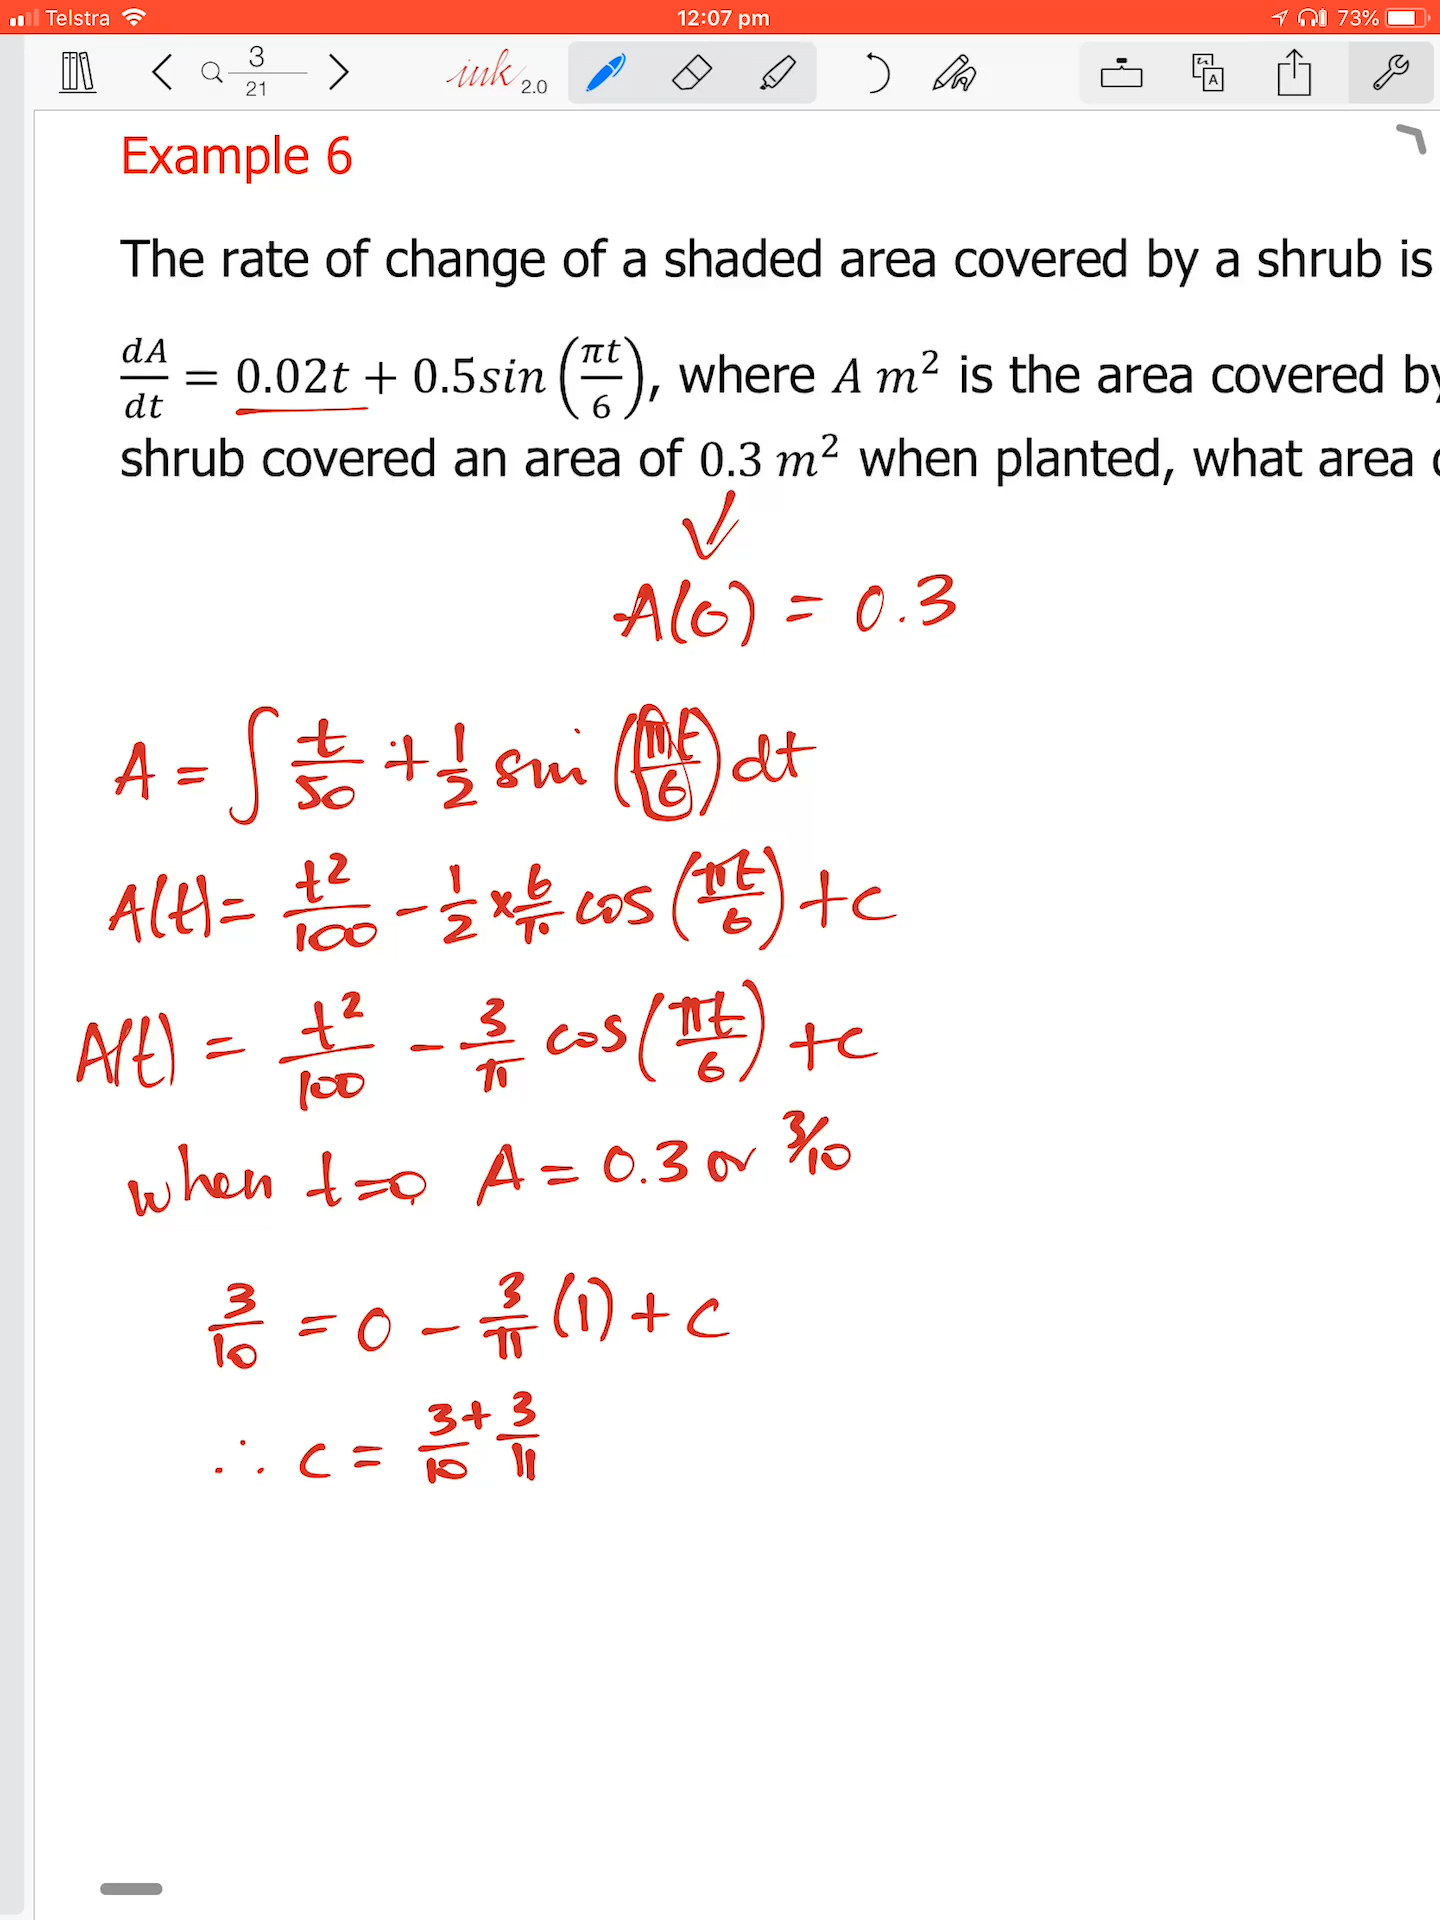 Telstra 12:07 pm 73%
3
21
ink 2.0
Example 6
The rate of change of a shaded area covered by a shrub is
dA/dt = 0.02t + 0.5sin(πt/6), where A m² is the area covered by
shrub covered an area of 0.3 m² when planted, what area
A(0) = 0.3
A = ∫ t/50 + 1/2 sin (πt/6) dt
A(t) = t²/100 - 1/2 × 6/π cos (πt/6) + c
A(t) = t²/100 - 3/π cos (πt/6) + c
when t=0, A = 0.3 or 3/10
3/10 = 0 - 3/π (1) + c
∴ c = 3/10 + 3/π